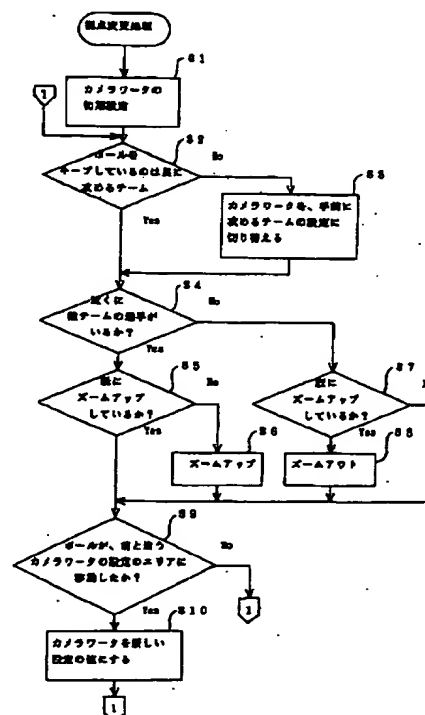 視点変更処理
S1
カメラワークの
初期設定
1
S2
ボールを
キープしているのは奥に
攻めるチーム
No
Yes
S3
カメラワークを、手前に
攻めるチームの設定に
切り替える
S4
近くに
敵チームの選手が
いるか?
No
Yes
S5
既に
ズームアップ
しているか?
No
Yes
S6
ズームアップ
S7
既に
ズームアップ
しているか?
Yes
S8
ズームアウト
S9
ボールが、前と違う
カメラワークの設定のエリアに
移動したか?
No
Yes
1
S10
カメラワークを新しい
設定の値にする
1